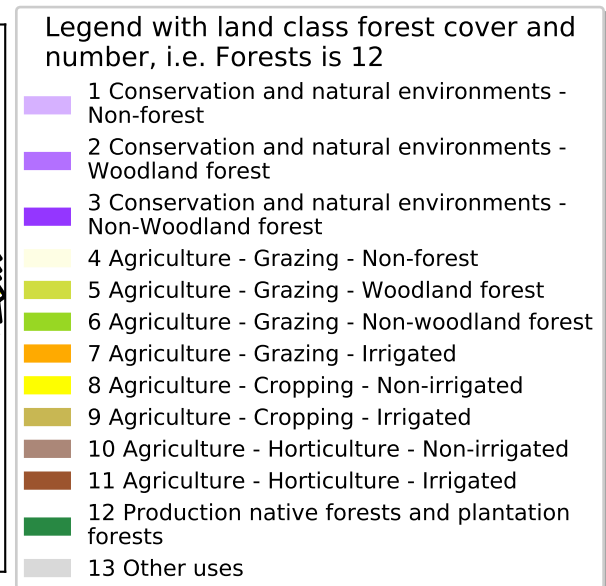 Legend with land class forest cover and
number, i.e. Forests is 12
1 Conservation and natural environments -
Non-forest
2 Conservation and natural environments -
Woodland forest
3 Conservation and natural environments -
Non-Woodland forest
4 Agriculture - Grazing - Non-forest
5 Agriculture - Grazing - Woodland forest
6 Agriculture - Grazing - Non-woodland forest
7 Agriculture - Grazing - Irrigated
8 Agriculture - Cropping - Non-irrigated
9 Agriculture - Cropping - Irrigated
10 Agriculture - Horticulture - Non-irrigated
11 Agriculture - Horticulture - Irrigated
12 Production native forests and plantation
forests
13 Other uses